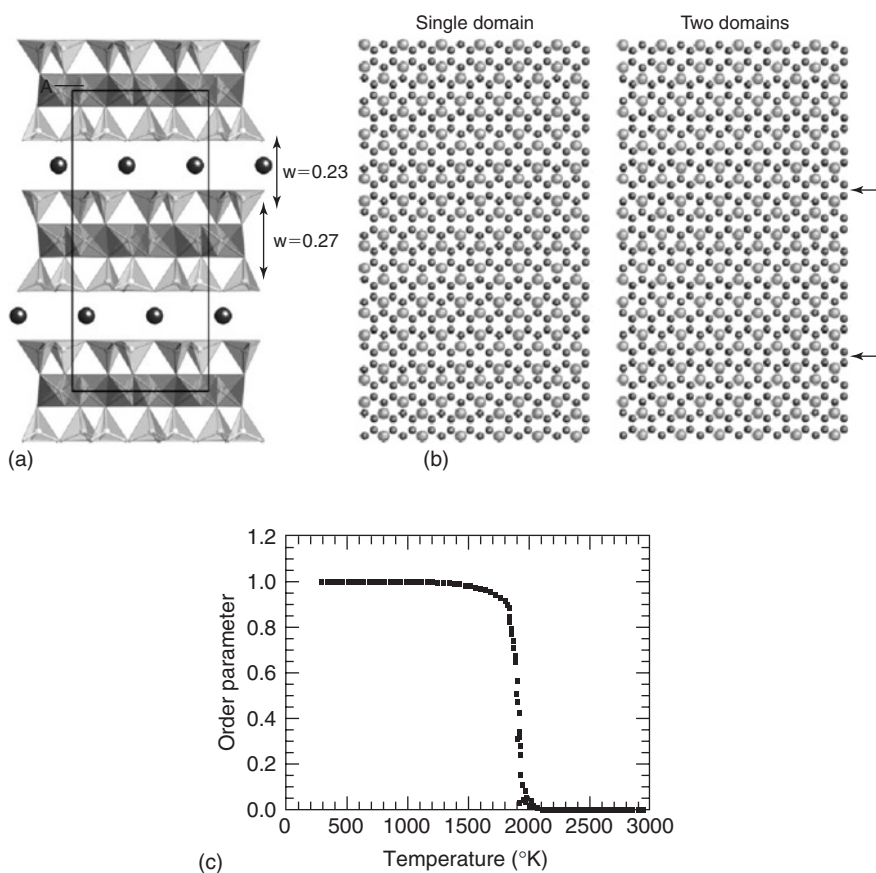 Single domain
Two domains
A
w=0.23
w=0.27
(a)
(b)
1.2
1.0
0.8
0.6
0.4
0.2
0.0
Order parameter
0 500 1000 1500 2000 2500 3000
Temperature (°K)
(c)